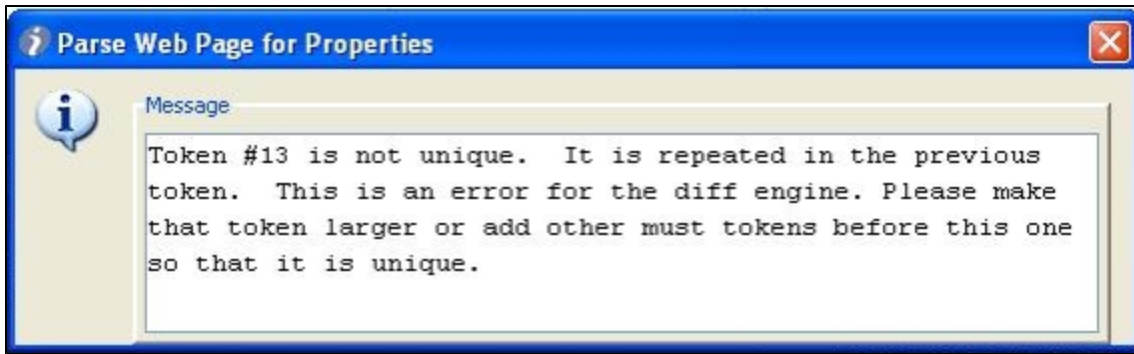 Parse Web Page for Properties
Message
Token #13 is not unique.  It is repeated in the previous
token.  This is an error for the diff engine. Please make
that token larger or add other must tokens before this one
so that it is unique.